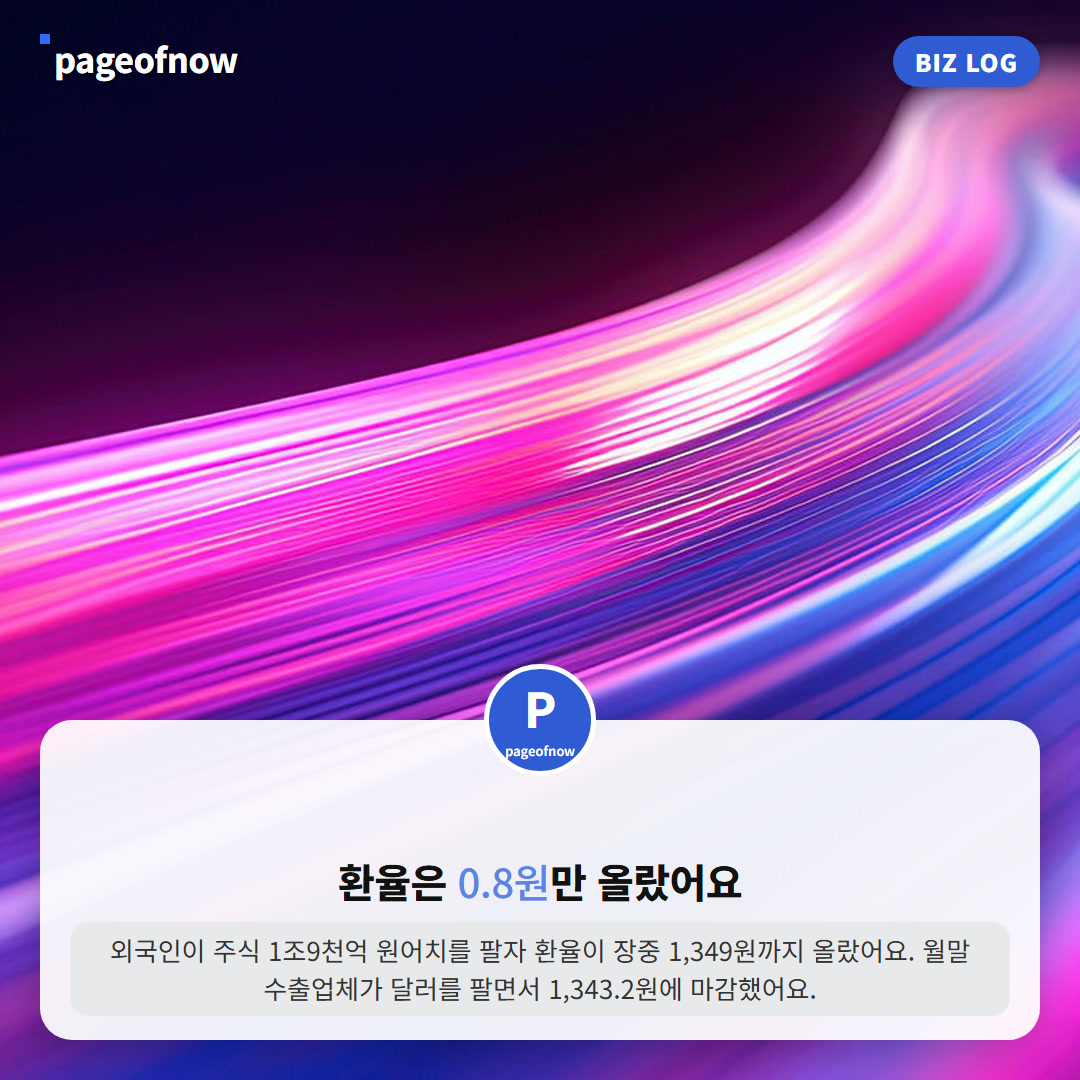 pageofnow
BIZ LOG
P
pageofnow
환율은 0.8원만 올랐어요
외국인이 주식 1조9천억 원어치를 팔자 환율이 장중 1,349원까지 올랐어요. 월말
수출업체가 달러를 팔면서 1,343.2원에 마감했어요.